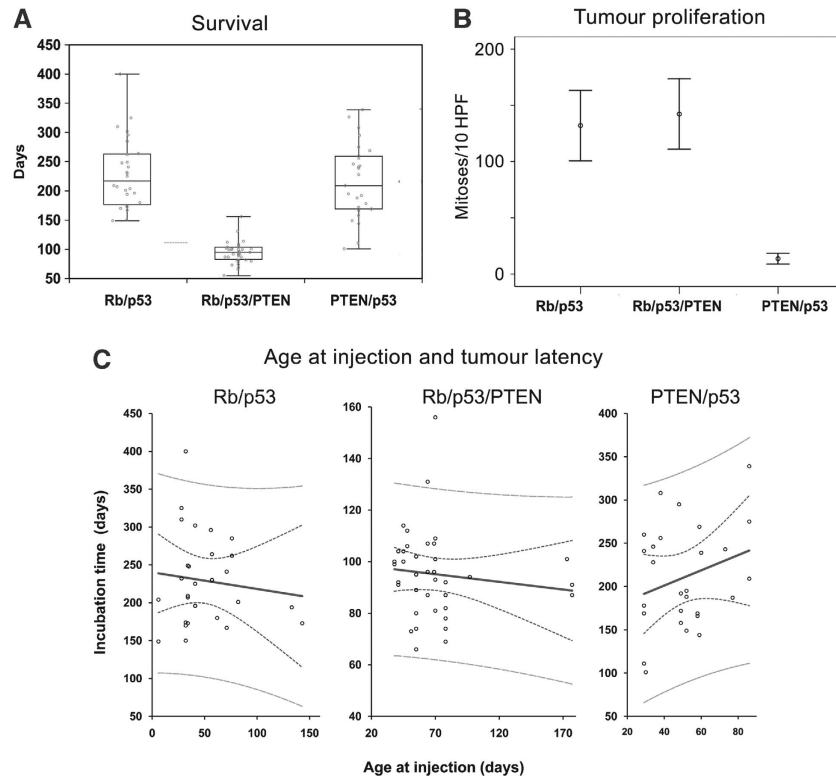 A
Survival
450
400
350
300
250
200
150
100
50
Days
Rb/p53
Rb/p53/PTEN
PTEN/p53
B
Tumour proliferation
200
100
0
Mitoses/10 HPF
Rb/p53
Rb/p53/PTEN
PTEN/p53
C
Age at injection and tumour latency
Rb/p53
Rb/p53/PTEN
PTEN/p53
Incubation time (days)
450
400
350
300
250
200
150
100
50
0
50
100
150
160
140
120
100
80
60
40
20
70
120
170
400
350
300
250
200
150
100
50
20
40
60
80
Age at injection (days)